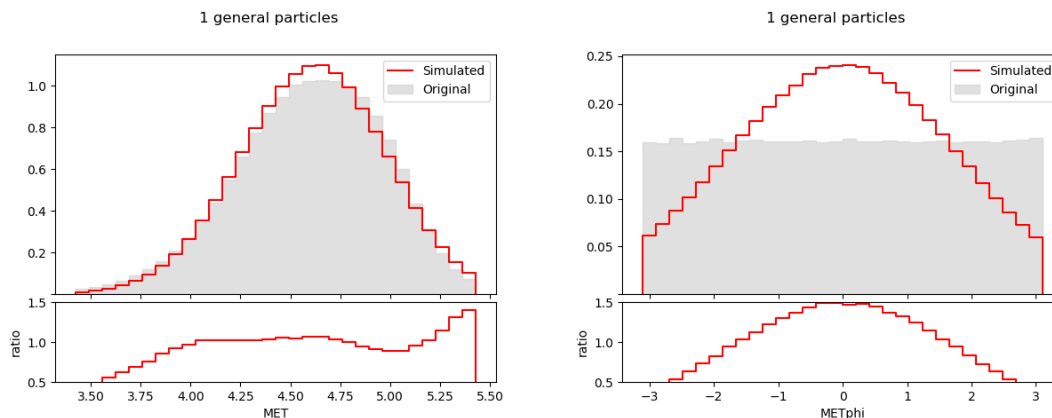 1 general particles
1.0
0.8
0.6
0.4
0.2
Simulated
Original
1.5
1.0
0.5
ratio
3.50 3.75 4.00 4.25 4.50 4.75 5.00 5.25 5.50
MET
1 general particles
0.25
0.20
0.15
0.10
0.05
Simulated
Original
1.5
1.0
0.5
ratio
−3 −2 −1 0 1 2 3
METphi